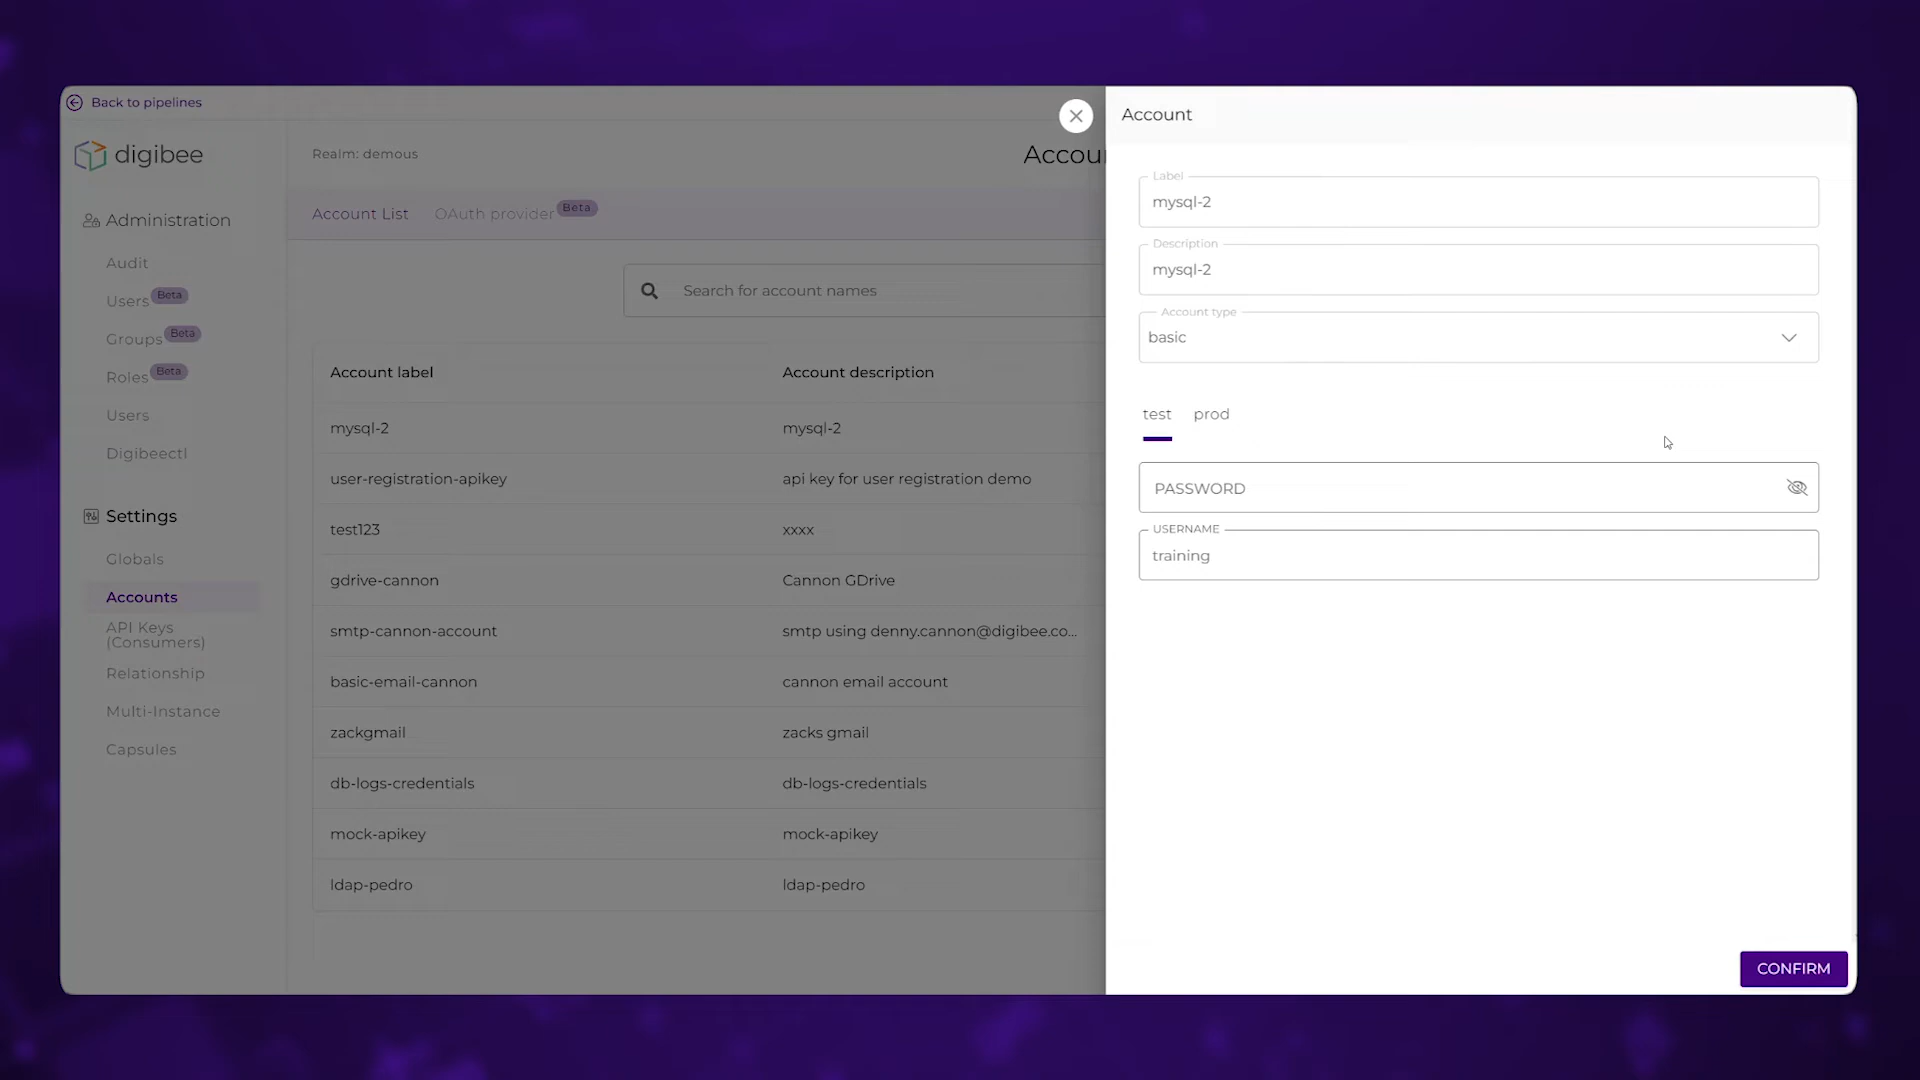 Back to pipelines
digibee
Administration
Audit
Users Beta
Groups Beta
Roles Beta
Users
Digibeectl
Settings
Globals
Accounts
API Keys
(Consumers)
Relationship
Multi-Instance
Capsules
Realm: demous
Accou
Account List OAuth provider Beta
Search for account names
Account label Account description
mysql-2 mysql-2
user-registration-apikey api key for user registration demo
test123 xxxx
gdrive-cannon Cannon GDrive
smtp-cannon-account smtp using denny.cannon@digibee.co...
basic-email-cannon cannon email account
zackgmail zacks gmail
db-logs-credentials db-logs-credentials
mock-apikey mock-apikey
ldap-pedro ldap-pedro
Account
Label
mysql-2
Description
mysql-2
Account type
basic
test prod
PASSWORD
USERNAME
training
CONFIRM